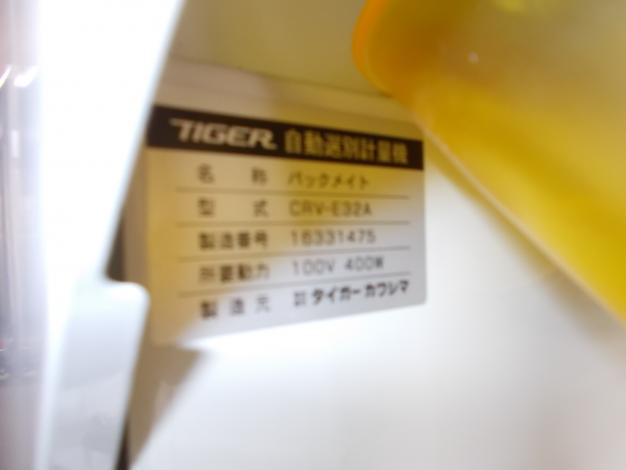 TIGER 自動選別計量機
名称 パックメイト
型式 CRV-E32A
製造番号 16331475
所要動力 100V 400W
製造元 ㈱タイガーカワシマ